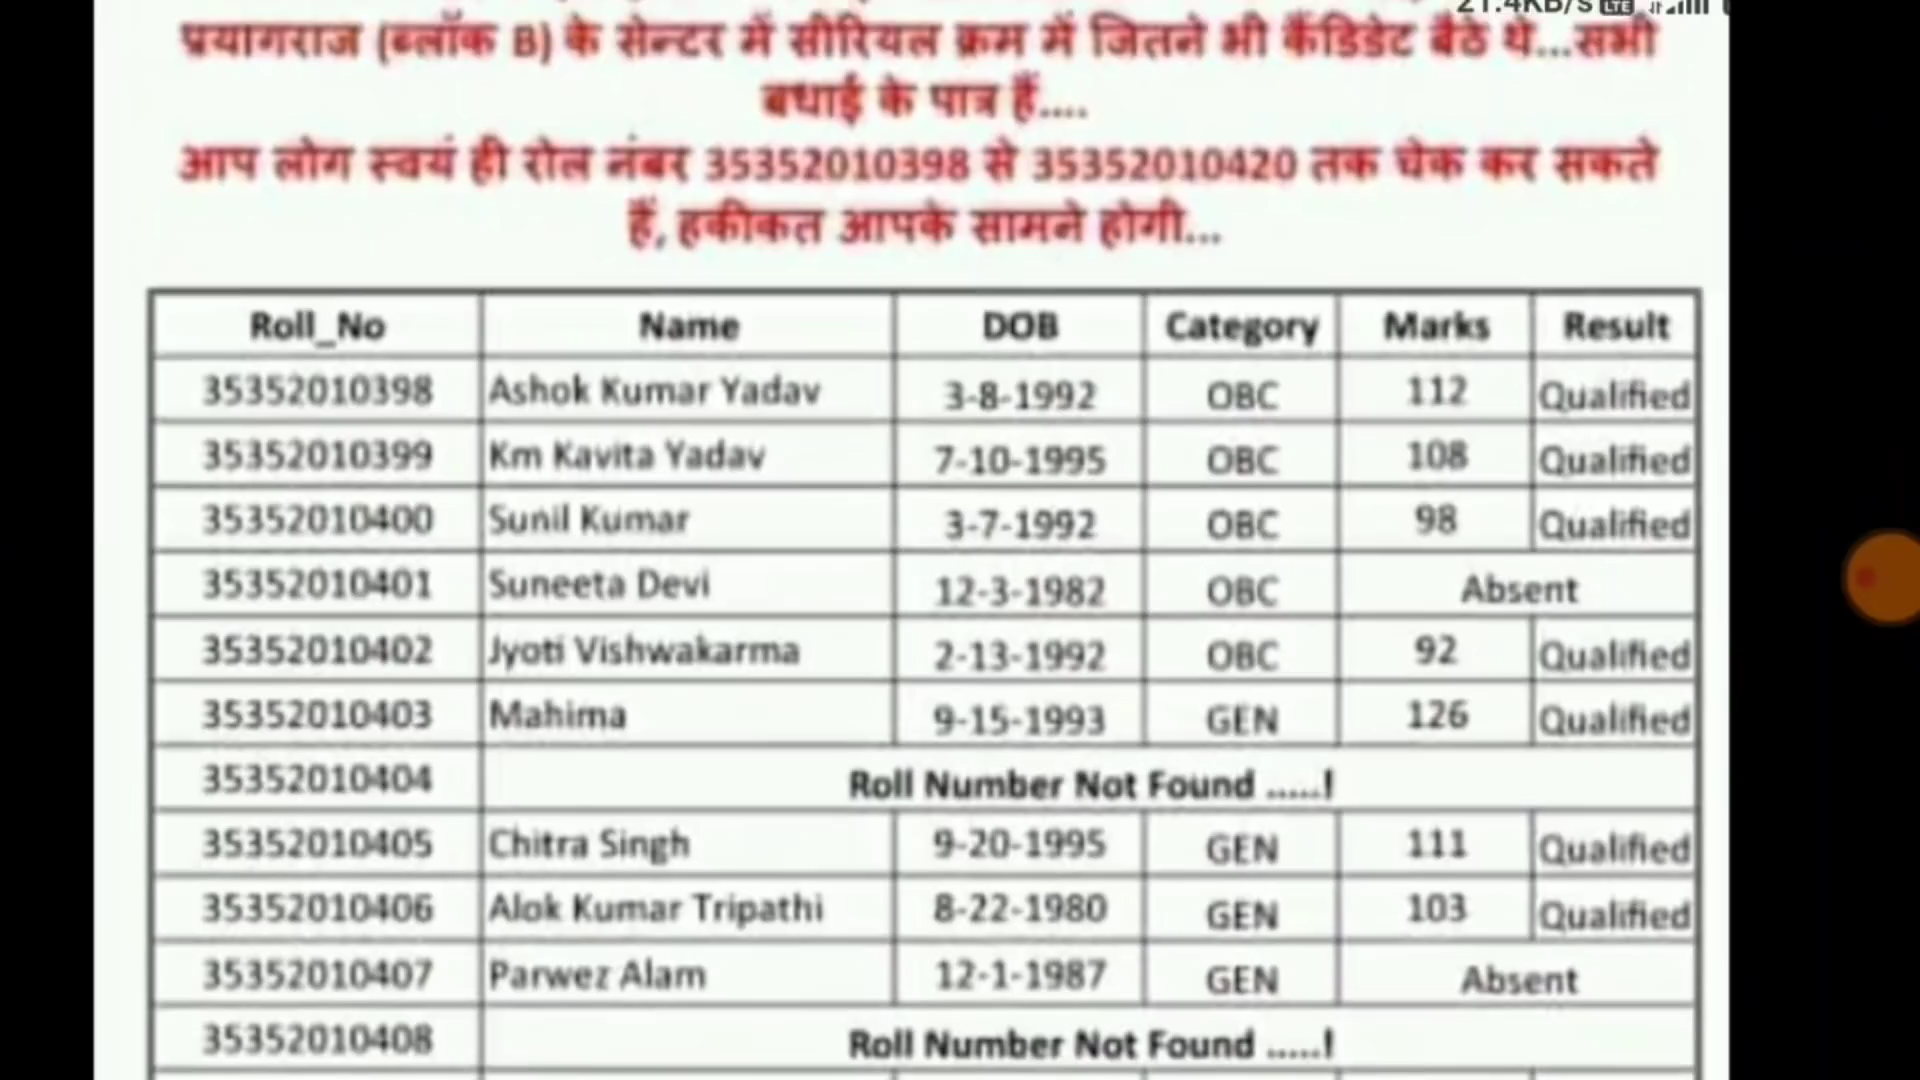 21.4KB/s
प्रयागराज (ब्लॉक B) के सेन्टर में सीरियल क्रम में जितने भी कैंडिडेट बैठे थे...सभी
बधाई के पात्र हैं....
आप लोग स्वयं ही रोल नंबर 35352010398 से 35352010420 तक चेक कर सकते
हैं, हकीकत आपके सामने होगी...
Roll_No Name DOB Category Marks Result
35352010398 Ashok Kumar Yadav 3-8-1992 OBC 112 Qualified
35352010399 Km Kavita Yadav 7-10-1995 OBC 108 Qualified
35352010400 Sunil Kumar 3-7-1992 OBC 98 Qualified
35352010401 Suneeta Devi 12-3-1982 OBC Absent
35352010402 Jyoti Vishwakarma 2-13-1992 OBC 92 Qualified
35352010403 Mahima 9-15-1993 GEN 126 Qualified
35352010404 Roll Number Not Found .....!
35352010405 Chitra Singh 9-20-1995 GEN 111 Qualified
35352010406 Alok Kumar Tripathi 8-22-1980 GEN 103 Qualified
35352010407 Parwez Alam 12-1-1987 GEN Absent
35352010408 Roll Number Not Found .....!